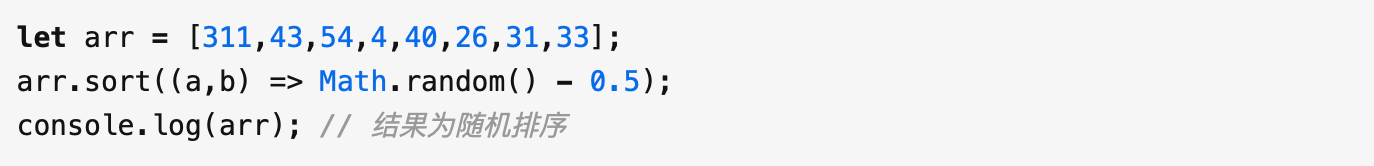 let arr = [311,43,54,4,40,26,31,33];
arr.sort((a,b) => Math.random() - 0.5);
console.log(arr); // 结果为随机排序